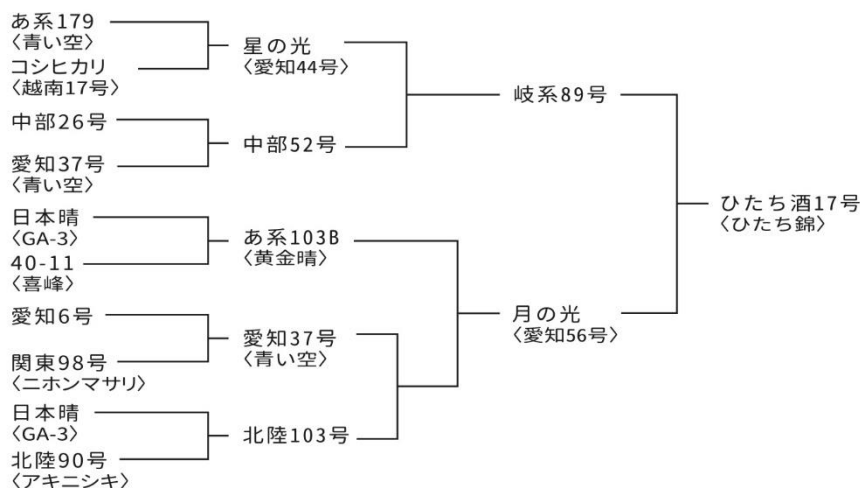 あ系179
〈青い空〉
コシヒカリ
〈越南17号〉
中部26号
愛知37号
〈青い空〉
日本晴
〈GA-3〉
40-11
〈喜峰〉
愛知6号
関東98号
〈ニホンマサリ〉
日本晴
〈GA-3〉
北陸90号
〈アキニシキ〉
星の光
〈愛知44号〉
中部52号
あ系103B
〈黄金晴〉
愛知37号
〈青い空〉
北陸103号
岐系89号
月の光
〈愛知56号〉
ひたち酒17号
〈ひたち錦〉